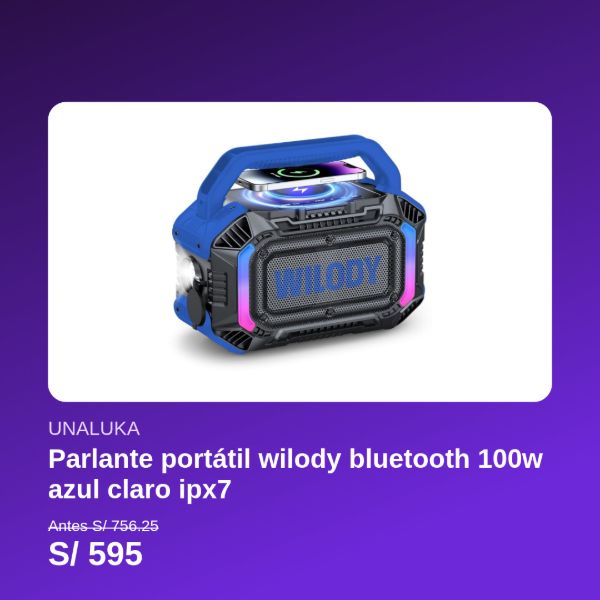 WILODY
UNALUKA
Parlante portátil wilody bluetooth 100w
azul claro ipx7
Antes S/ 756.25
S/ 595